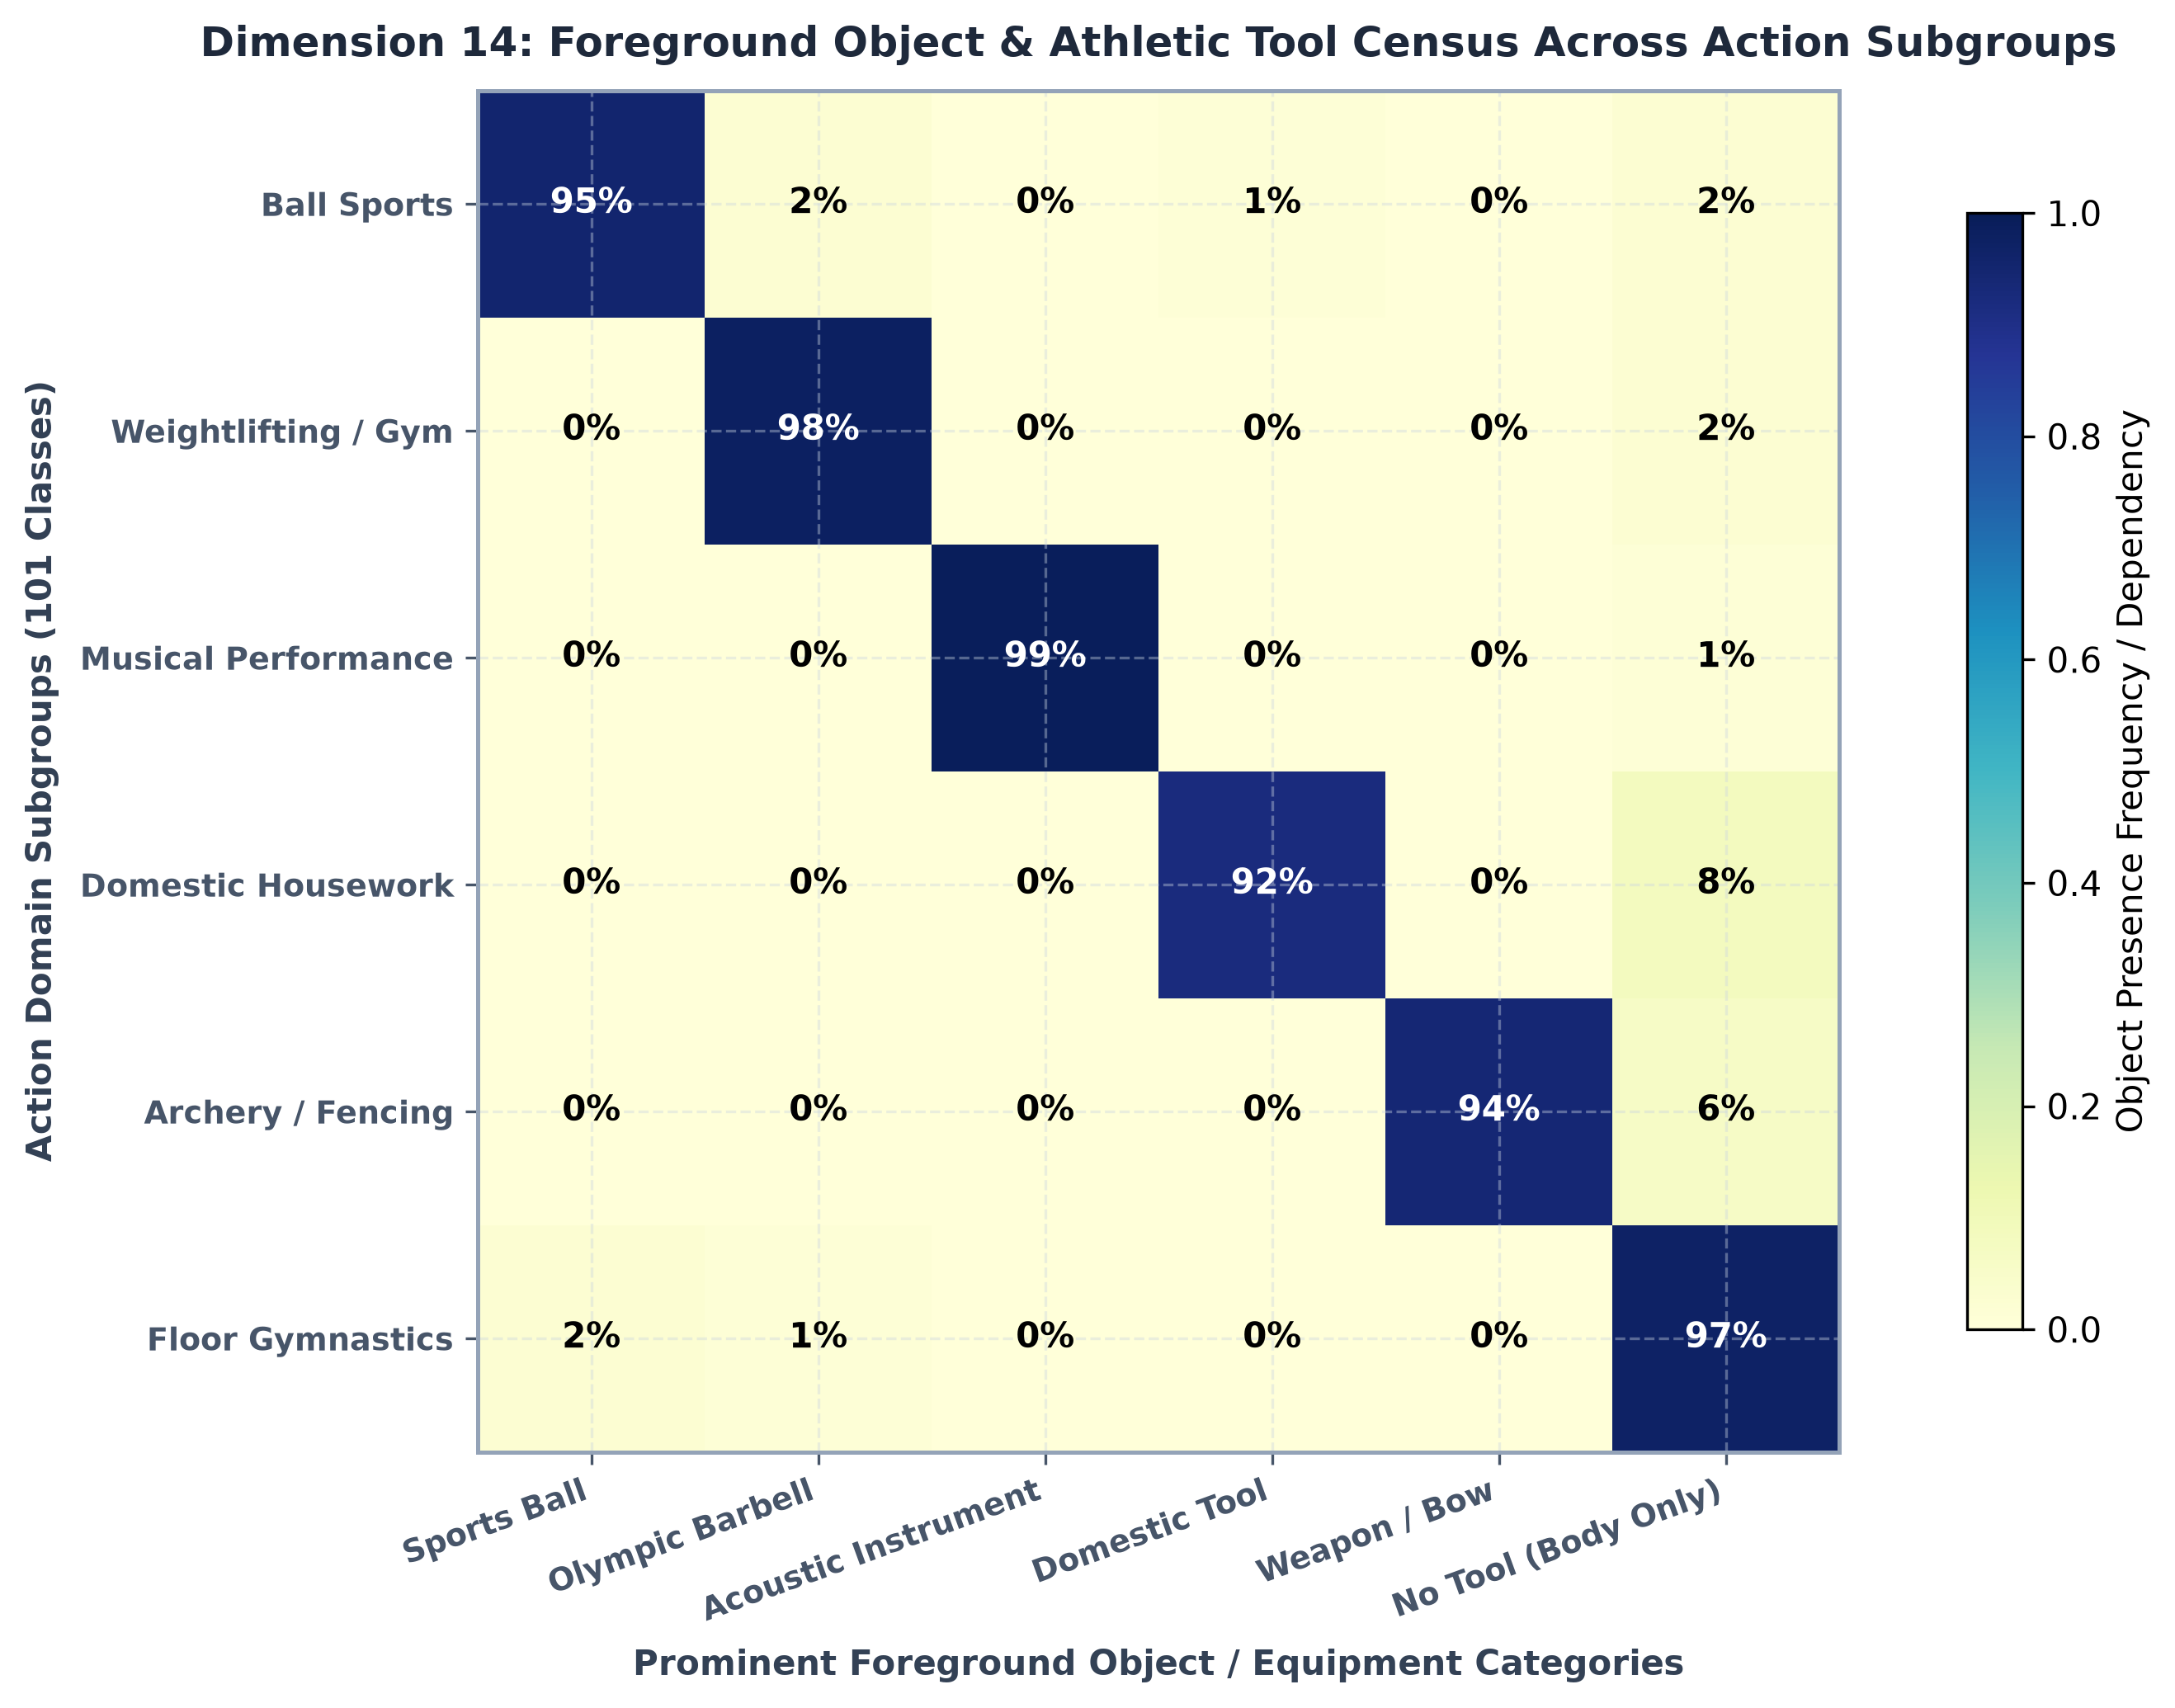 Dimension 14: Foreground Object & Athletic Tool Census Across Action Subgroups
Action Domain Subgroups (101 Classes)
Ball Sports 95% 2% 0% 1% 0% 2%
Weightlifting / Gym 0% 98% 0% 0% 0% 2%
Musical Performance 0% 0% 99% 0% 0% 1%
Domestic Housework 0% 0% 0% 92% 0% 8%
Archery / Fencing 0% 0% 0% 0% 94% 6%
Floor Gymnastics 2% 1% 0% 0% 0% 97%
Sports Ball
Olympic Barbell
Acoustic Instrument
Domestic Tool
Weapon / Bow
No Tool (Body Only)
Prominent Foreground Object / Equipment Categories
1.0
0.8
0.6
0.4
0.2
0.0
Object Presence Frequency / Dependency